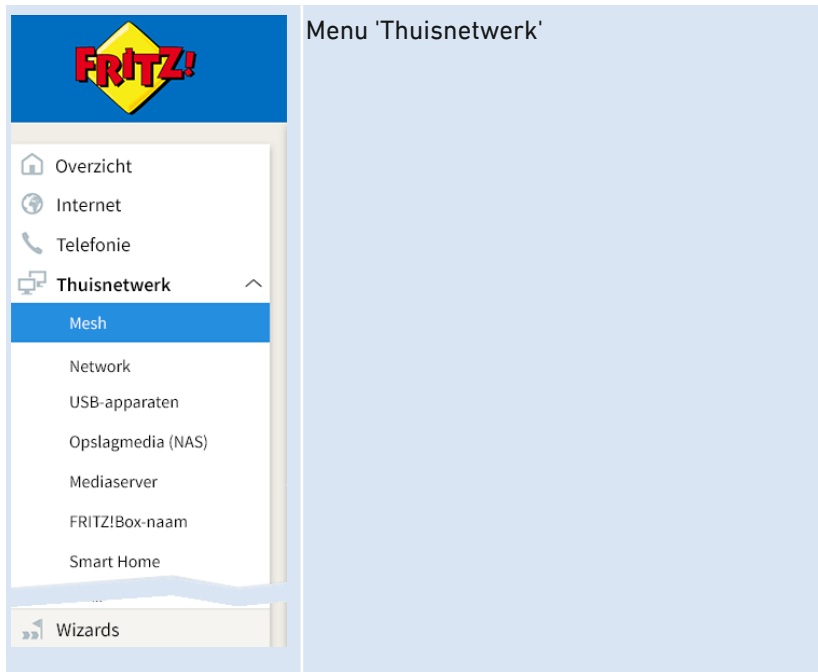 FRITZ!
Menu 'Thuisnetwerk'
Overzicht
Internet
Telefonie
Thuisnetwerk
Mesh
Network
USB-apparaten
Opslagmedia (NAS)
Mediaserver
FRITZ!Box-naam
Smart Home
Wizards